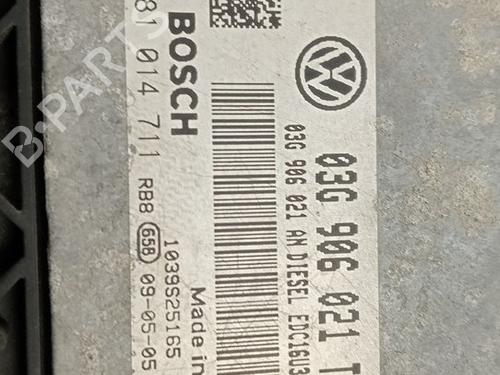 03G 906 021
03G 906 021 AN DIESEL EDC16U3
BOSCH
81 014 711
1039S25165
Made in
RB8 658 09-05-05
B-PARTS